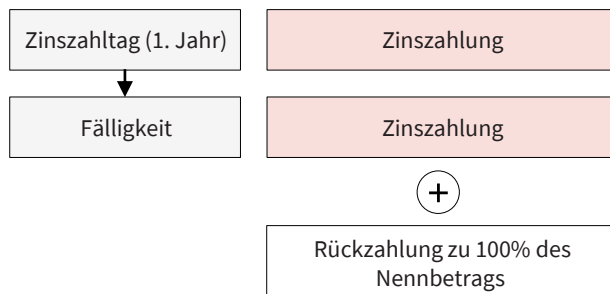 Zinszahltag (1. Jahr)
Zinszahlung
Fälligkeit
Zinszahlung
+
Rückzahlung zu 100% des
Nennbetrags